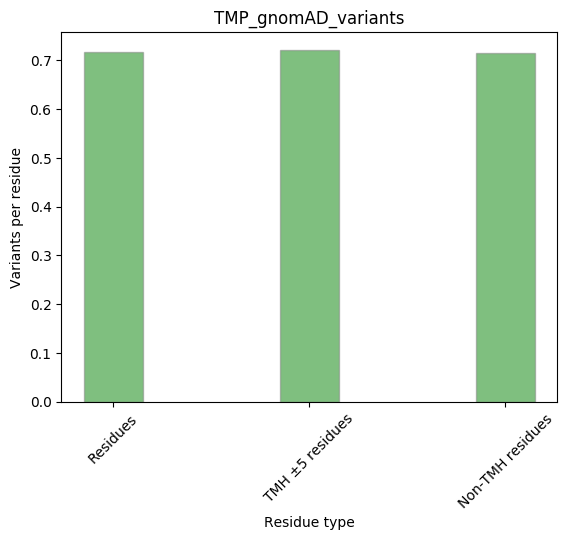 TMP_gnomAD_variants
Variants per residue
0.7
0.6
0.5
0.4
0.3
0.2
0.1
0.0
Residues
TMH ±5 residues
Non-TMH residues
Residue type